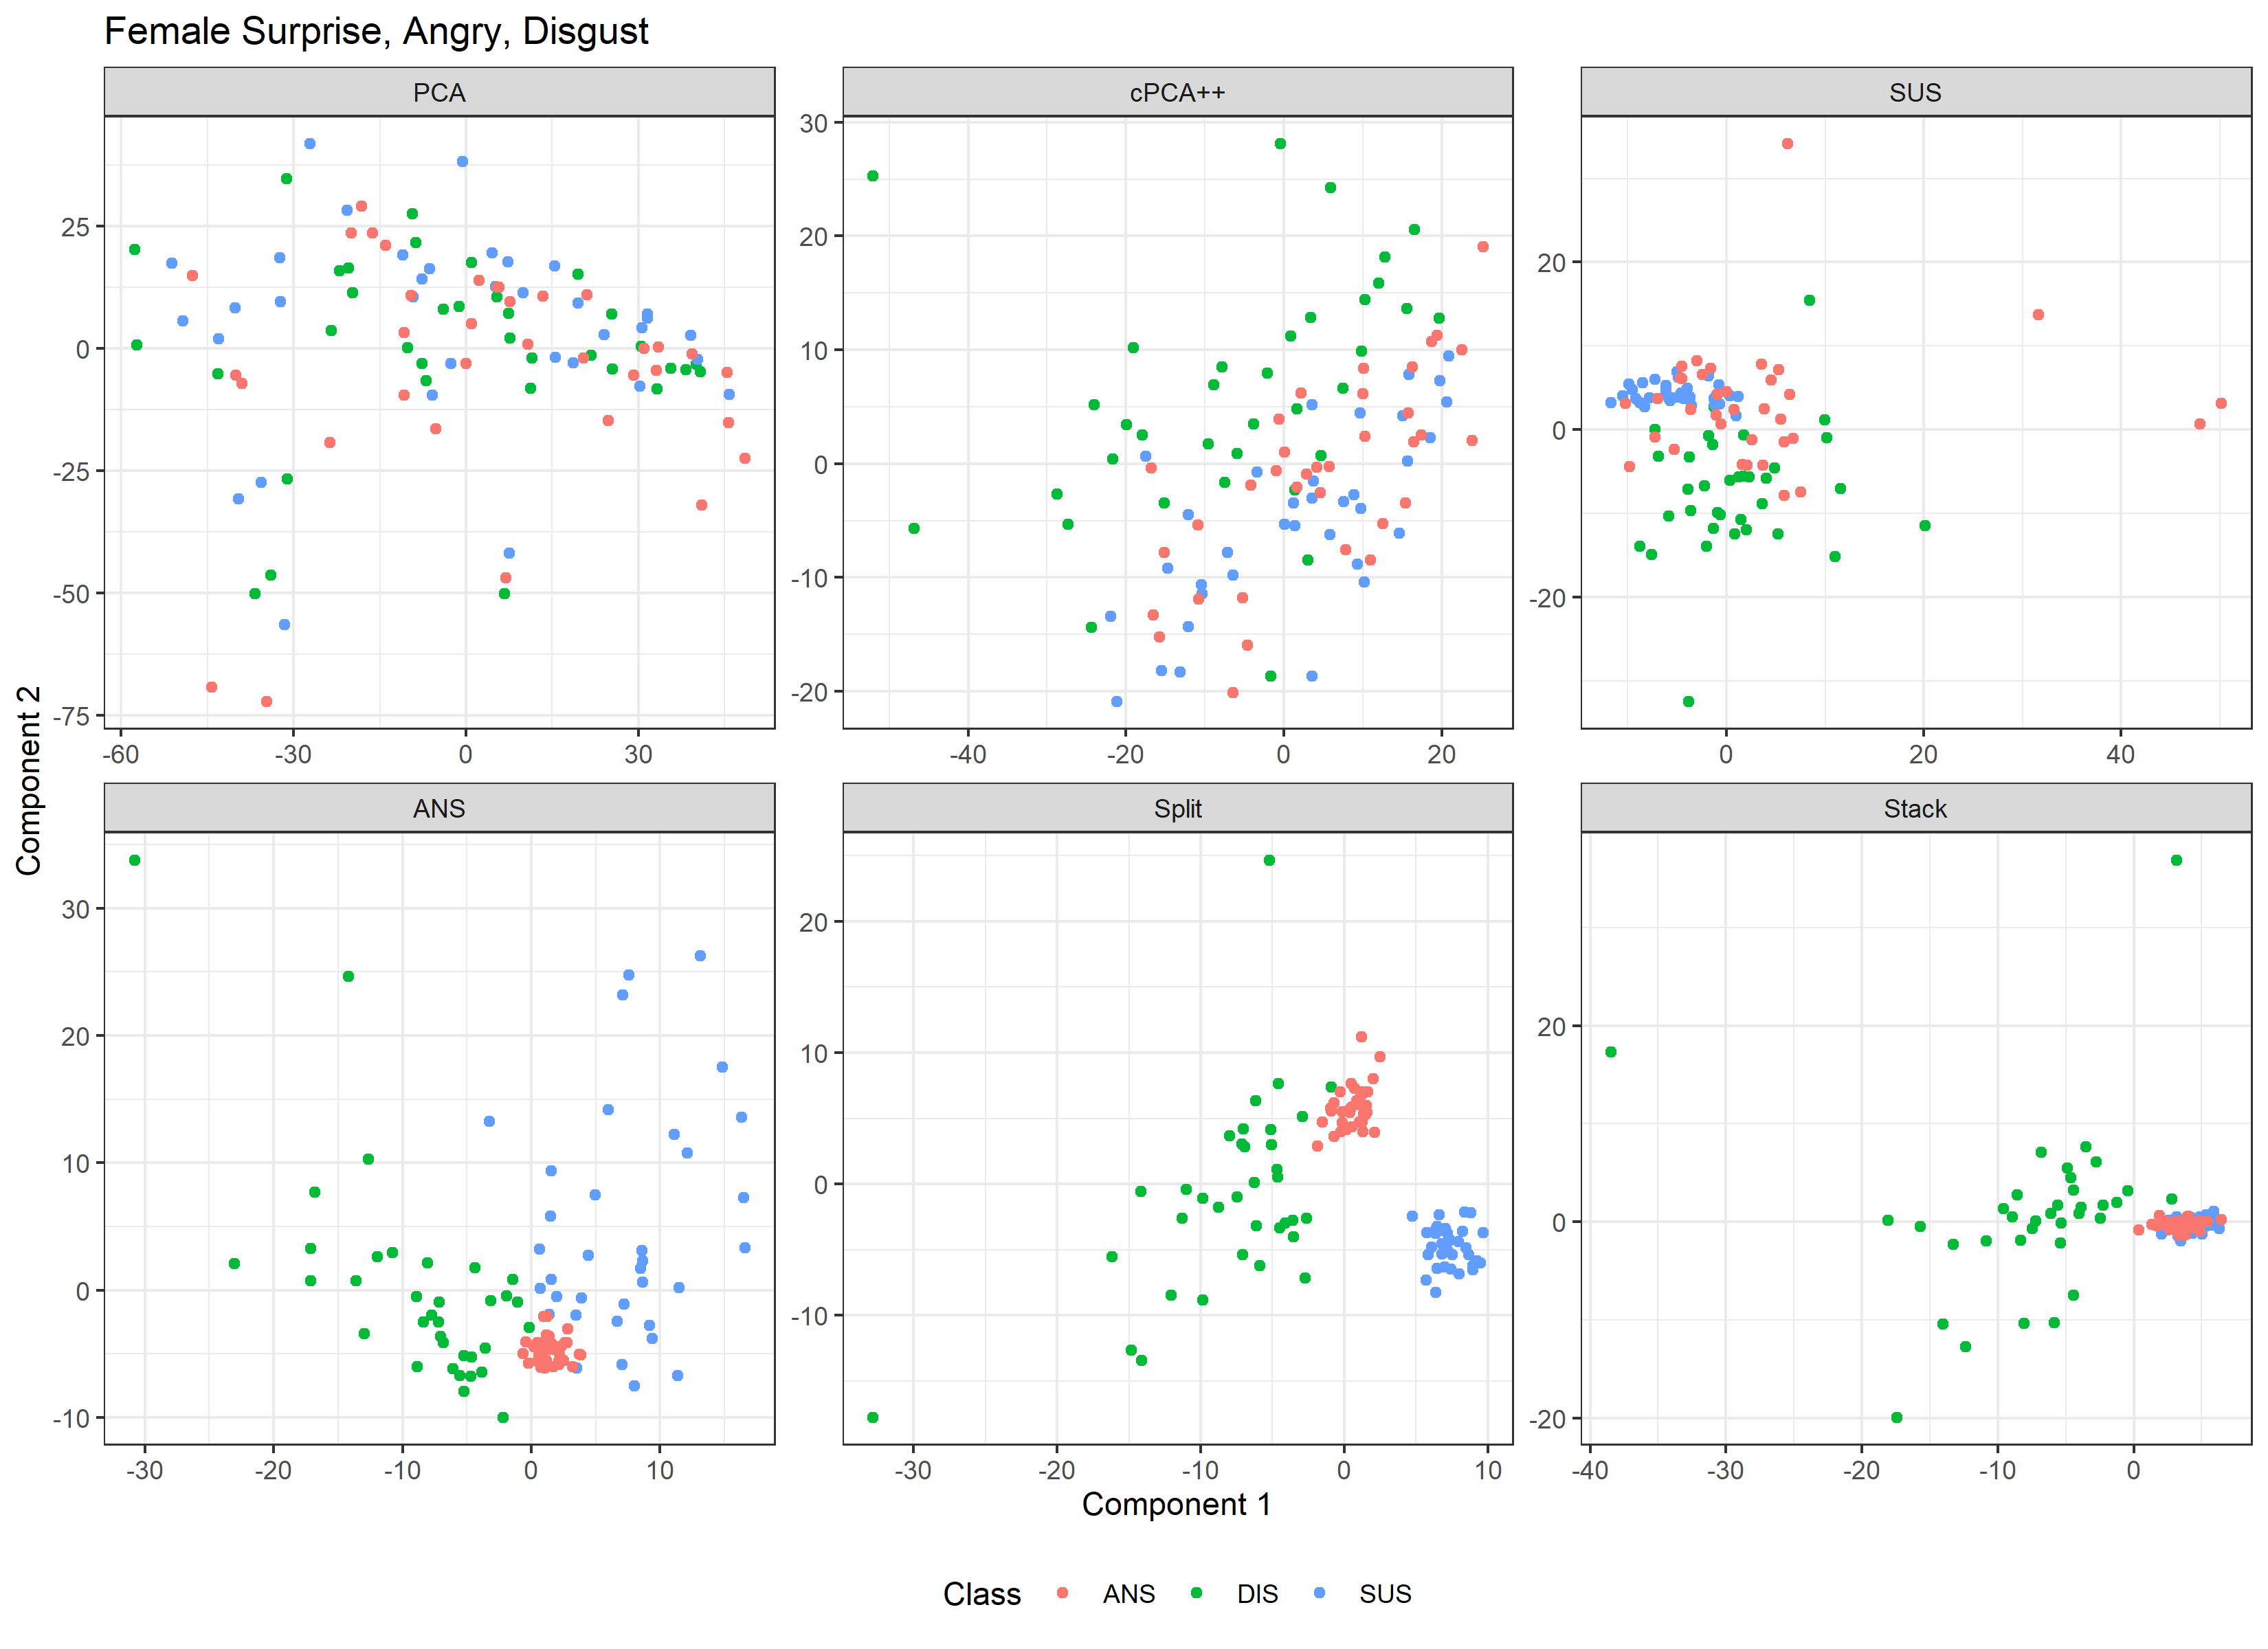 Female Surprise, Angry, Disgust
PCA
cPCA++
SUS
25
0
-25
-50
-75
-60 -30 0 30
30
20
10
0
-10
-20
-40 -20 0 20
20
0
-20
0 20 40
Component 2
ANS
Split
Stack
30
20
10
0
-10
-30 -20 -10 0 10
20
10
0
-10
-30 -20 -10 0 10
20
0
-20
-40 -30 -20 -10 0
Component 1
Class ANS DIS SUS